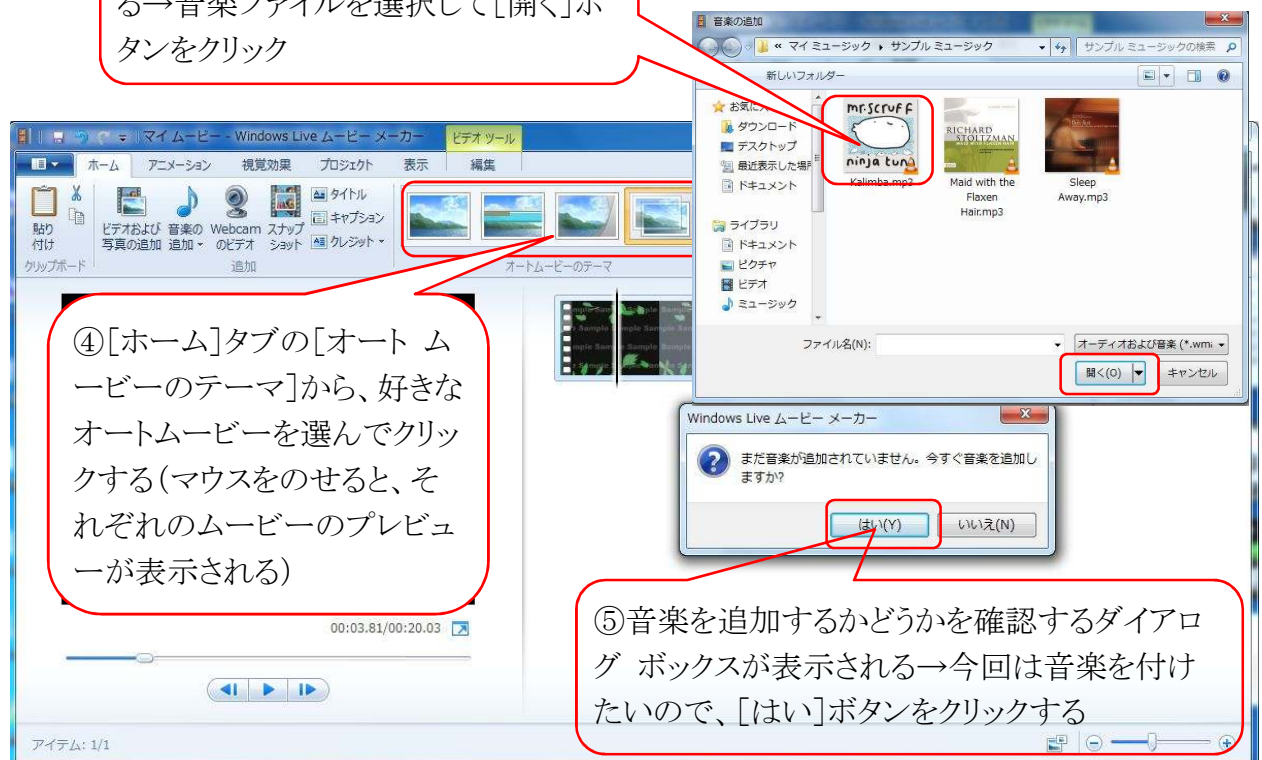 る→音楽ファイルを選択して[開く]ボ
タンをクリック
音楽の追加
« マイ ミュージック ▸ サンプル ミュージック
サンプル ミュージックの検索
新しいフォルダー
お気に入
ダウンロード
デスクトップ
最近表示した場所
ドキュメント
ライブラリ
ドキュメント
ピクチャ
ビデオ
ミュージック
mr.scruff
ninja tuna
Kalimba.mp3
RICHARD
STOLTZMAN
Maid with the
Flaxen
Hair.mp3
Sleep
Away.mp3
ファイル名(N):
オーディオおよび音楽 (*.wm
開く(O)
キャンセル
マイ ムービー - Windows Live ムービー メーカー
ビデオ ツール
ホーム アニメーション 視覚効果 プロジェクト 表示 編集
貼り
付け
クリップボード
ビデオおよび
写真の追加
音楽の
追加
Webcam
のビデオ
スナップ
ショット
タイトル
キャプション
クレジット
追加
オートムービーのテーマ
Sample
④[ホーム]タブの[オート ム
ービーのテーマ]から、好きな
オートムービーを選んでクリッ
クする(マウスをのせると、そ
れぞれのムービーのプレビュ
ーが表示される)
Windows Live ムービー メーカー
まだ音楽が追加されていません。今すぐ音楽を追加し
ますか?
はい(Y)
いいえ(N)
⑤音楽を追加するかどうかを確認するダイアロ
グ ボックスが表示される→今回は音楽を付け
たいので、[はい]ボタンをクリックする
00:03.81/00:20.03
アイテム: 1/1